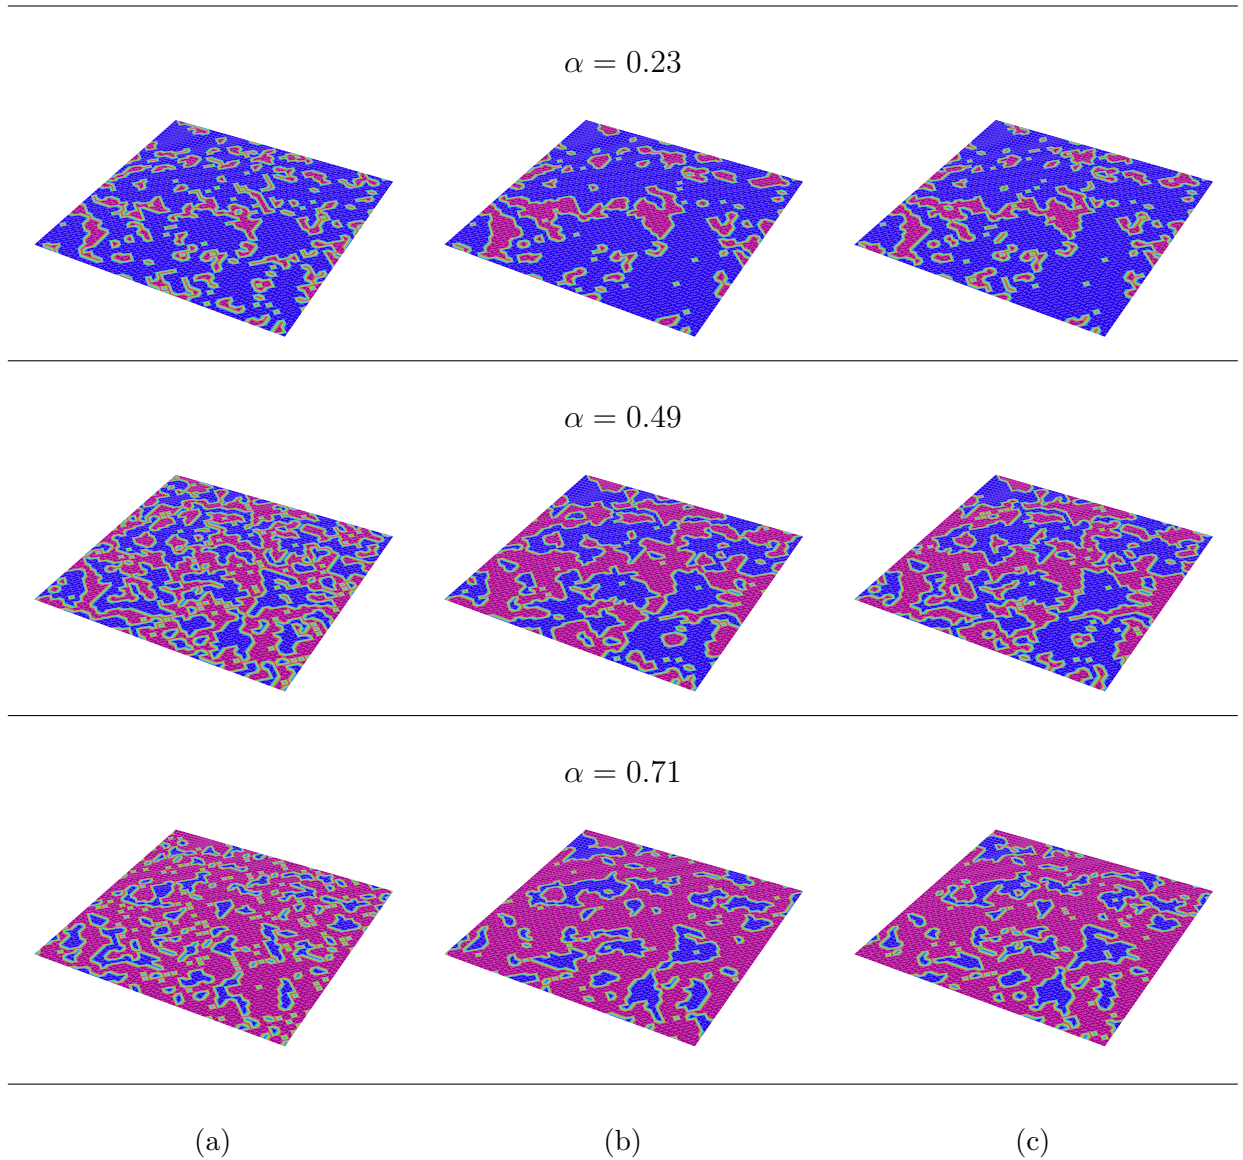 α = 0.23
α = 0.49
α = 0.71
(a) (b) (c)